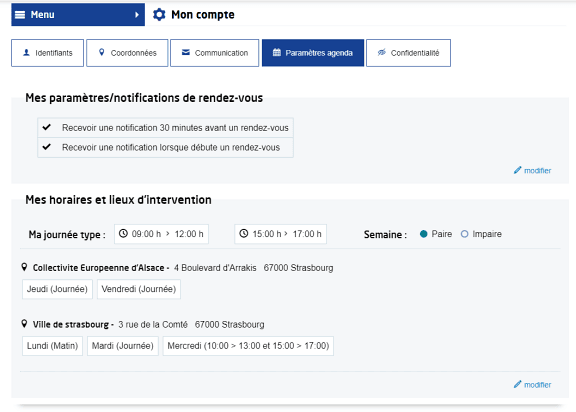 Menu
Mon compte
Identifiants
Coordonnées
Communication
Paramètres agenda
Confidentialité
Mes paramètres/notifications de rendez-vous
Recevoir une notification 30 minutes avant un rendez-vous
Recevoir une notification lorsque débute un rendez-vous
modifier
Mes horaires et lieux d'intervention
Ma journée type : 09:00 h > 12:00 h 15:00 h > 17:00 h Semaine : Paire Impaire
Collectivite Europeenne d'Alsace - 4 Boulevard d'Arrakis 67000 Strasbourg
Jeudi (Journée) Vendredi (Journée)
Ville de strasbourg - 3 rue de la Comté 67000 Strasbourg
Lundi (Matin) Mardi (Journée) Mercredi (10:00 > 13:00 et 15:00 > 17:00)
modifier